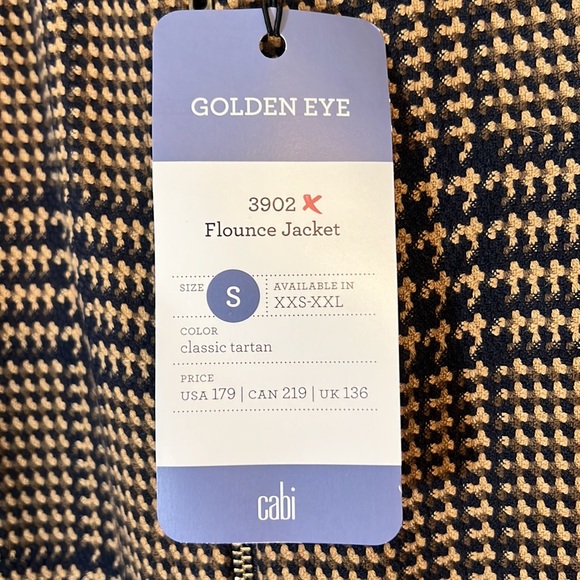 GOLDEN EYE
3902 X
Flounce Jacket
SIZE S AVAILABLE IN
XXS-XXL
COLOR
classic tartan
PRICE
USA 179 | CAN 219 | UK 136
cabi